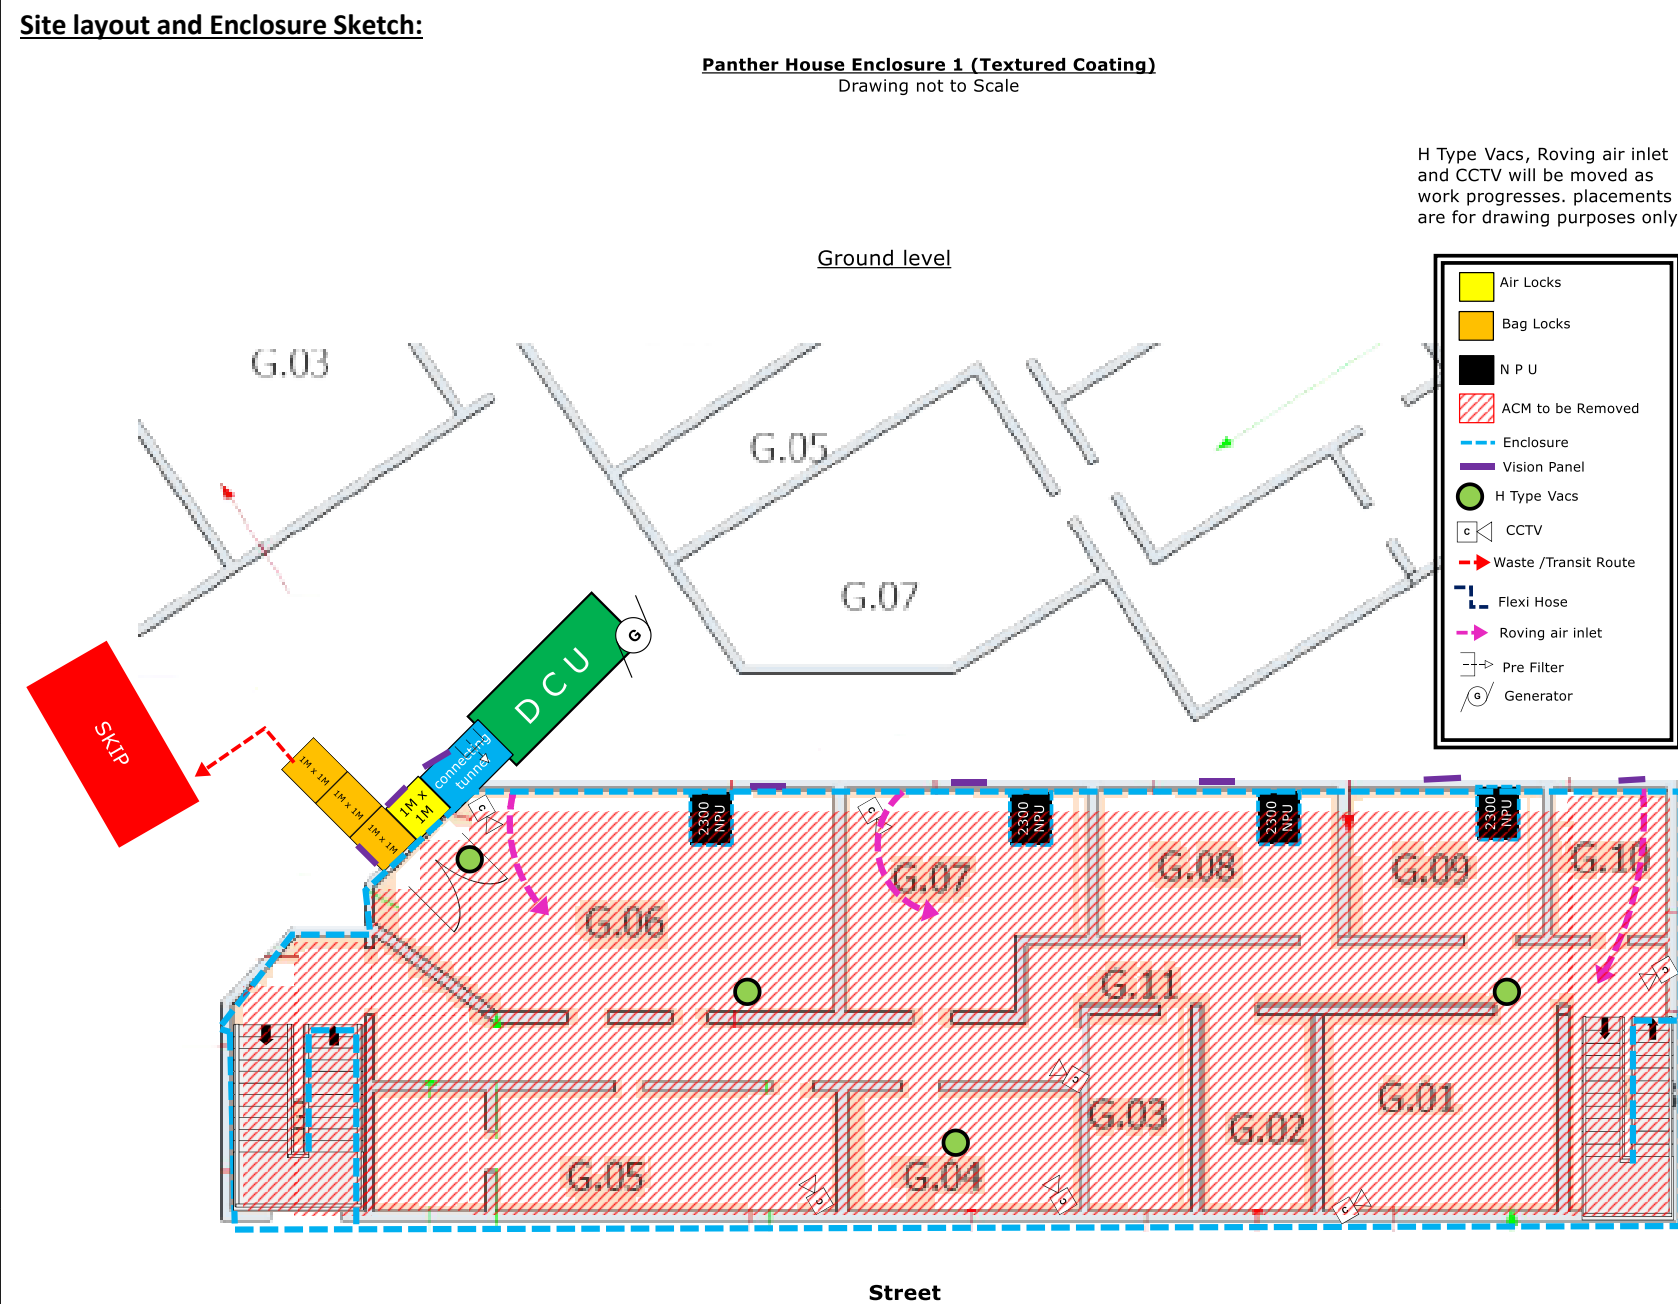 Site layout and Enclosure Sketch:
Panther House Enclosure 1 (Textured Coating)
Drawing not to Scale
H Type Vacs, Roving air inlet
and CCTV will be moved as
work progresses. placements
are for drawing purposes only
Ground level
Air Locks
Bag Locks
N P U
ACM to be Removed
Enclosure
Vision Panel
H Type Vacs
C
CCTV
Waste /Transit Route
Flexi Hose
Roving air inlet
Pre Filter
G
Generator
G.03
G.05
G.07
G
D C U
SKIP
connecting
tunnel
1M x
1M
1M x 1M
1M x 1M
1M x 1M
C
C
2300
NPU
2300
NPU
2300
NPU
2300
NPU
G.06
G.07
G.08
G.09
G.10
C
G.11
C
G.05
G.04
G.03
G.02
G.01
C
C
C
Street